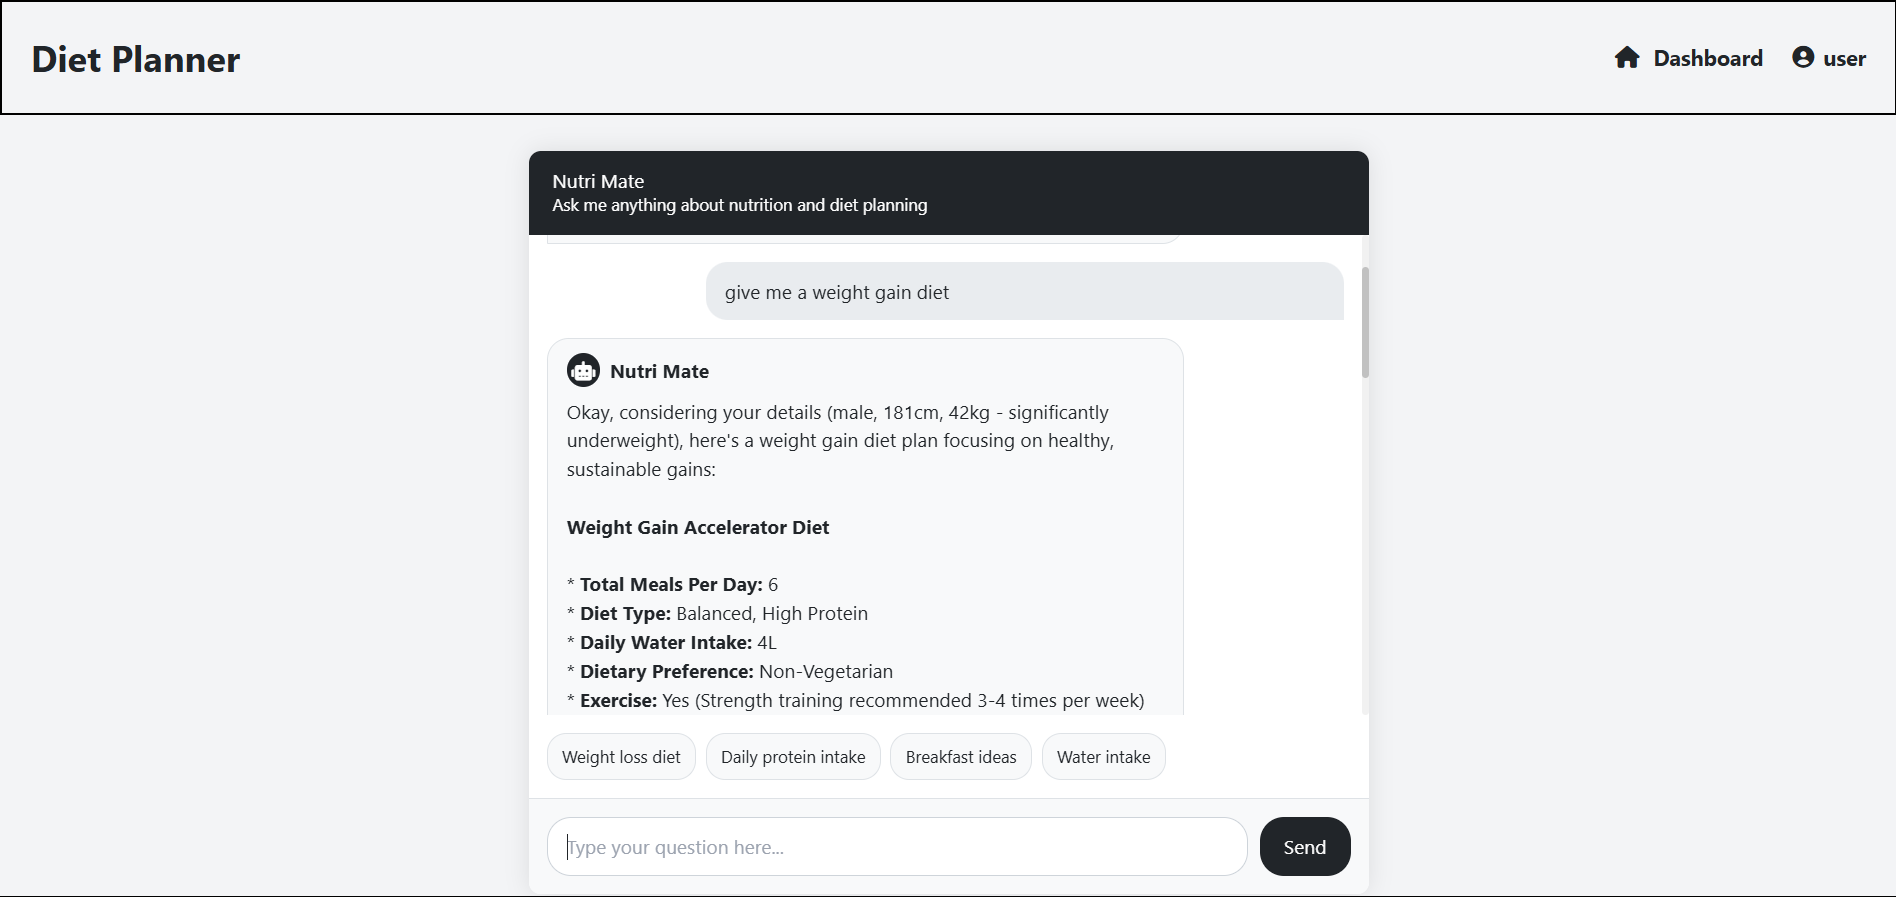 Diet Planner
Dashboard
user
Nutri Mate
Ask me anything about nutrition and diet planning
give me a weight gain diet
Nutri Mate
Okay, considering your details (male, 181cm, 42kg - significantly
underweight), here's a weight gain diet plan focusing on healthy,
sustainable gains:
Weight Gain Accelerator Diet
* Total Meals Per Day: 6
* Diet Type: Balanced, High Protein
* Daily Water Intake: 4L
* Dietary Preference: Non-Vegetarian
* Exercise: Yes (Strength training recommended 3-4 times per week)
Weight loss diet
Daily protein intake
Breakfast ideas
Water intake
Type your question here...
Send